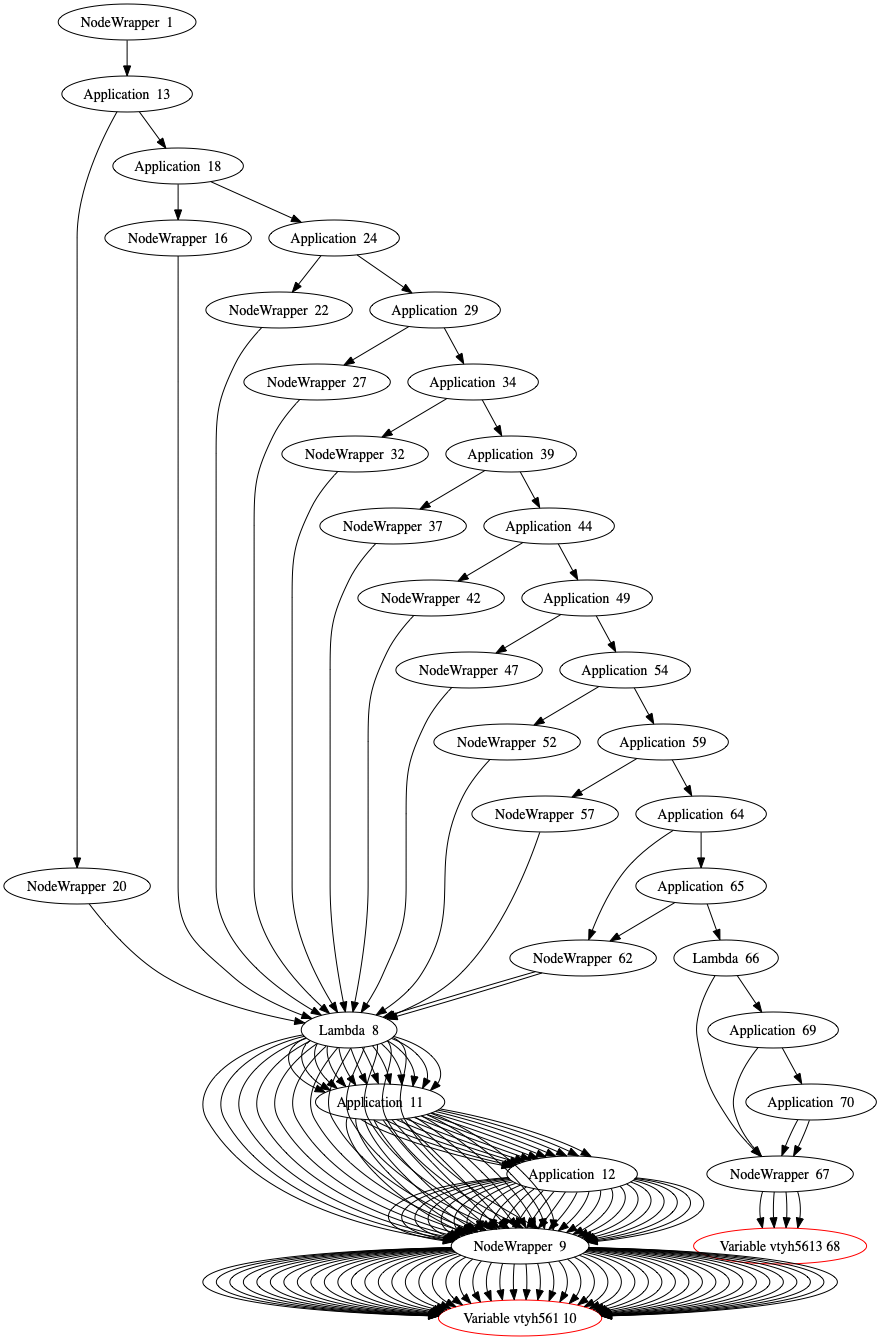 NodeWrapper 1
Application 13
Application 18
NodeWrapper 16
Application 24
NodeWrapper 22
Application 29
NodeWrapper 27
Application 34
NodeWrapper 32
Application 39
NodeWrapper 37
Application 44
NodeWrapper 42
Application 49
NodeWrapper 47
Application 54
NodeWrapper 52
Application 59
NodeWrapper 57
Application 64
NodeWrapper 20
Application 65
NodeWrapper 62
Lambda 66
Lambda 8
Application 69
Application 11
Application 70
Application 12
NodeWrapper 67
NodeWrapper 9
Variable vtyh5613 68
Variable vtyh561 10